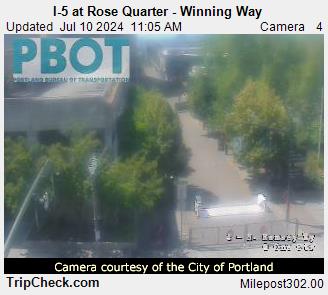 I-5 at Rose Quarter - Winning Way
Updated Jul 10 2024 11:05 AM Camera 4
PBOT
PORTLAND BUREAU OF TRANSPORTATION
Camera courtesy of the City of Portland
TripCheck.com Milepost302.00